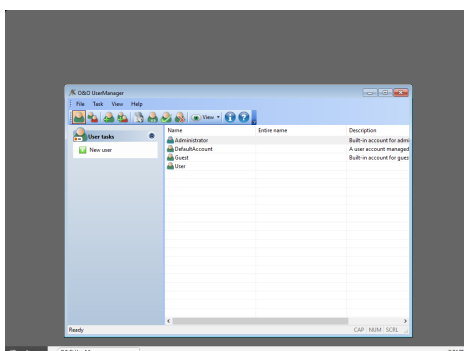 O&O UserManager
File Task View Help
View
User tasks
New user
Name Entire name Description
Administrator Built-in account for admi
DefaultAccount A user account managed
Guest Built-in account for gues
User
Ready CAP NUM SCRL